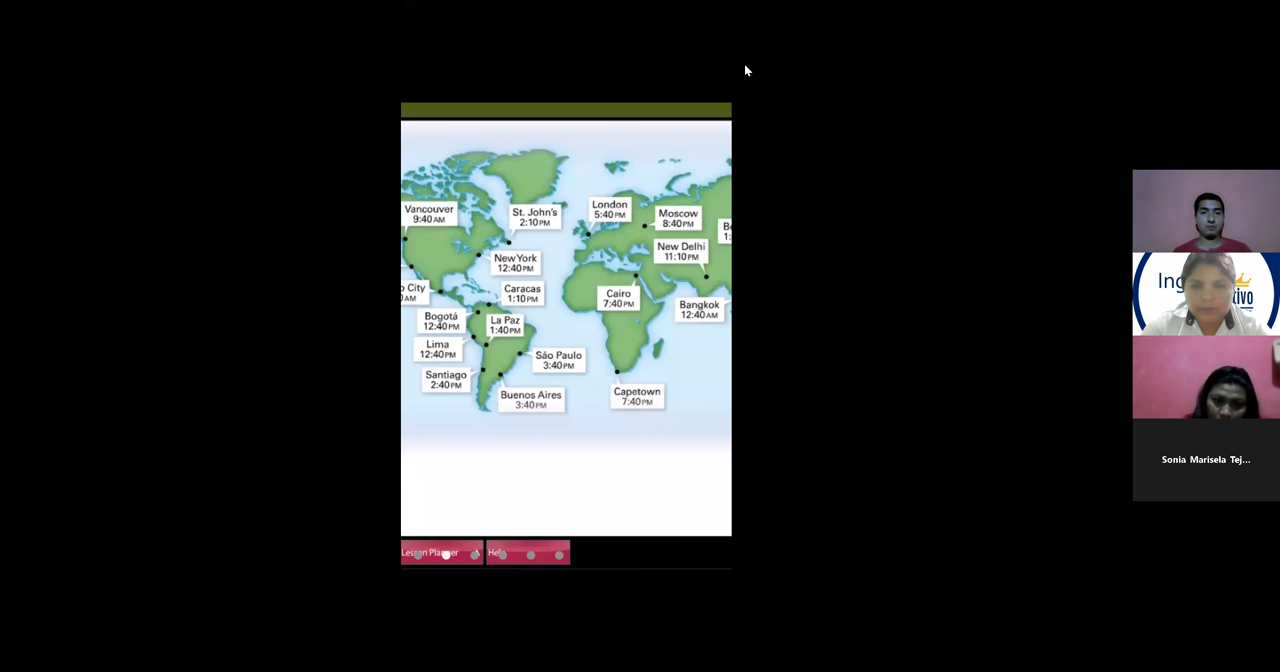 Vancouver
9:40 AM
St. John's
2:10 PM
London
5:40 PM
Moscow
8:40 PM
New Delhi
11:10 PM
New York
12:40 PM
o City
Caracas
1:10 PM
Cairo
7:40 PM
Bangkok
12:40 AM
Bogotá
12:40 PM
La Paz
1:40 PM
Lima
12:40 PM
São Paulo
3:40 PM
Santiago
2:40 PM
Buenos Aires
3:40 PM
Capetown
7:40 PM
Lesson Planner
Ing
tivo
Sonia Marisela Tej...